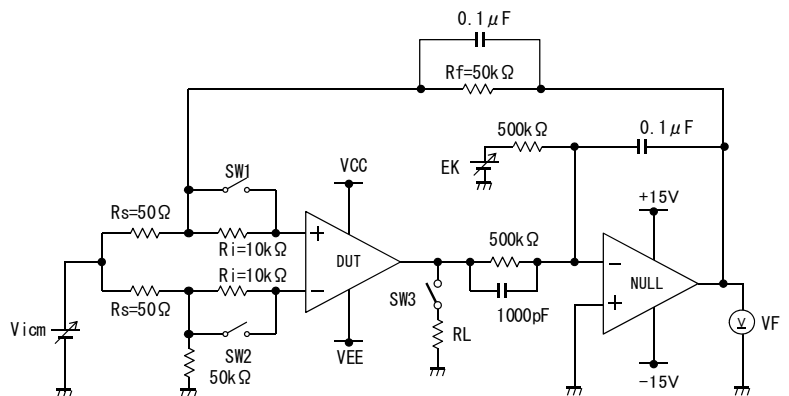 0.1μF
Rf=50kΩ
500kΩ
0.1μF
EK
SW1
VCC
+15V
Rs=50Ω
Ri=10kΩ
500kΩ
Ri=10kΩ
DUT
NULL
Vicm
Rs=50Ω
SW3
1000pF
V
VF
SW2
VEE
RL
50kΩ
-15V
+
−
−
+